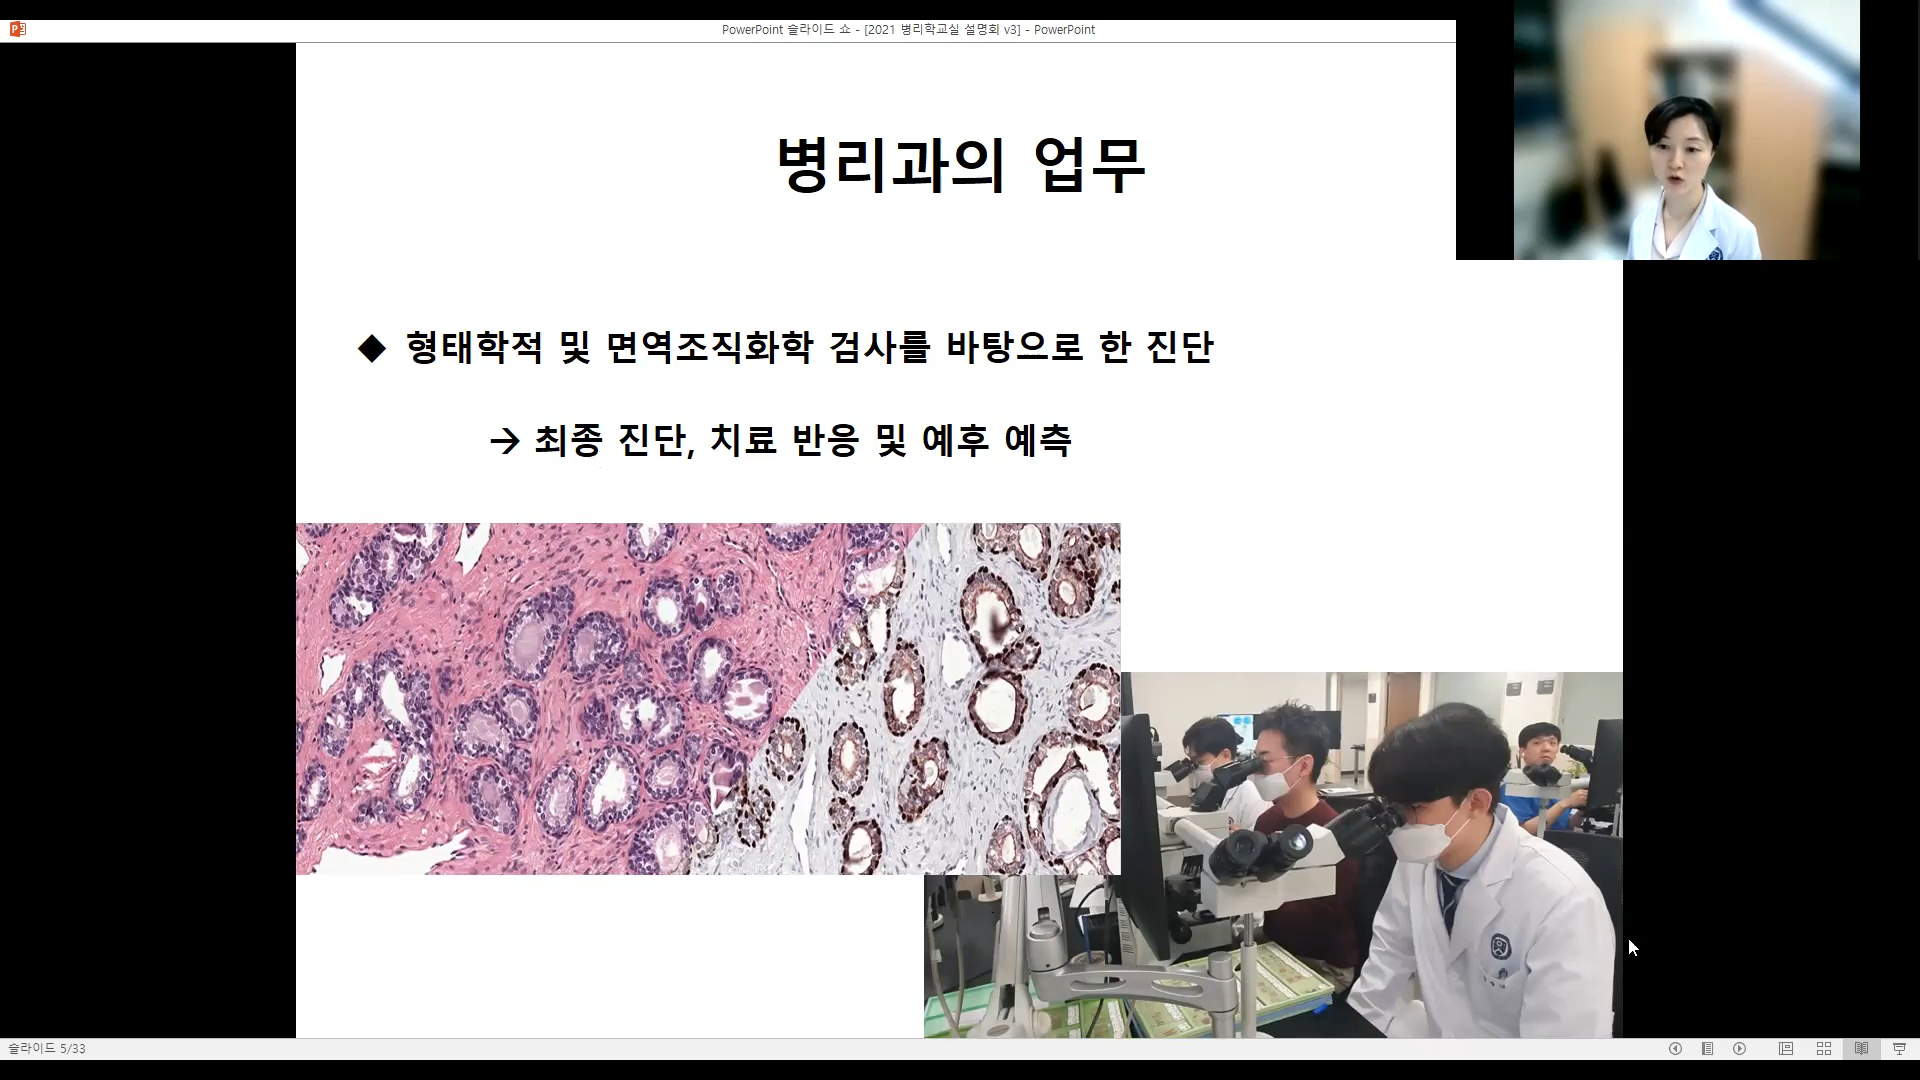 PowerPoint 슬라이드 쇼 - [2021 병리학교실 설명회 v3] - PowerPoint
병리과의 업무
◆ 형태학적 및 면역조직화학 검사를 바탕으로 한 진단
→ 최종 진단, 치료 반응 및 예후 예측
슬라이드 5/33